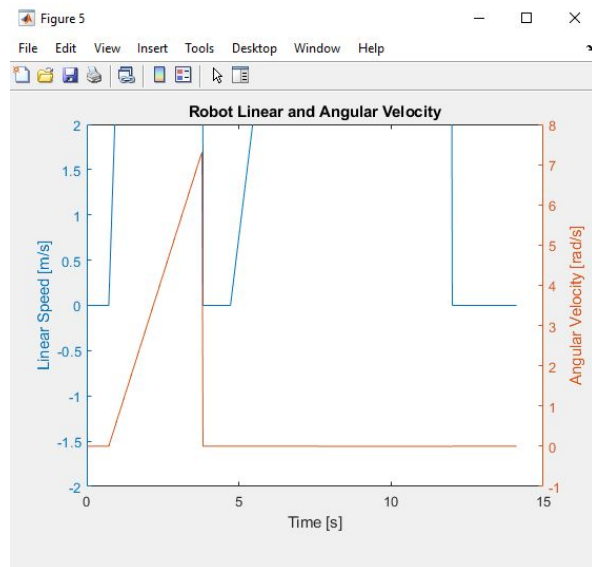 Figure 5
File Edit View Insert Tools Desktop Window Help
Robot Linear and Angular Velocity
Linear Speed [m/s]
2
1.5
1
0.5
0
-0.5
-1
-1.5
-2
8
7
6
5
4
3
2
1
0
-1
Angular Velocity [rad/s]
0 5 10 15
Time [s]